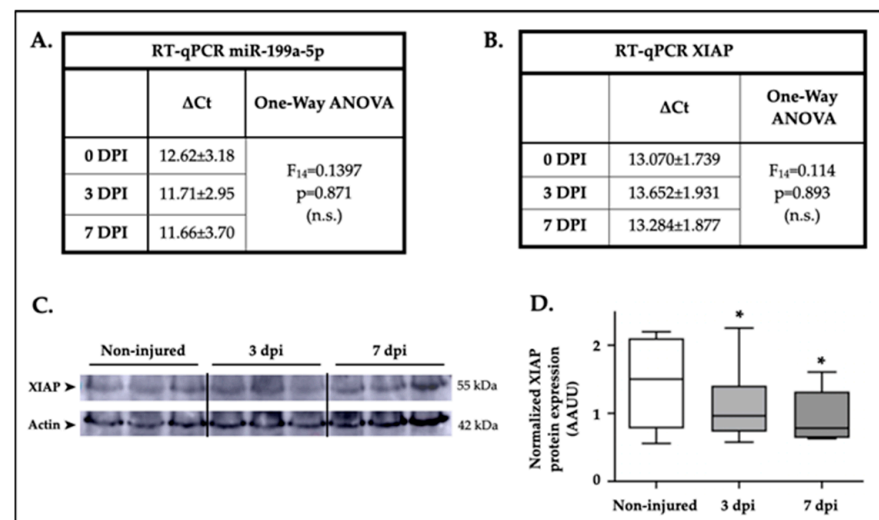 A.
RT-qPCR miR-199a-5p
ΔCt One-Way ANOVA
0 DPI 12.62±3.18
3 DPI 11.71±2.95
7 DPI 11.66±3.70
F₁₄=0.1397
p=0.871
(n.s.)
B.
RT-qPCR XIAP
ΔCt One-Way
ANOVA
0 DPI 13.070±1.739
3 DPI 13.652±1.931
7 DPI 13.284±1.877
F₁₄=0.114
p=0.893
(n.s.)
C.
Non-injured 3 dpi 7 dpi
XIAP 55 kDa
Actin 42 kDa
D.
Normalized XIAP
protein expression
(AAUU)
2
1
0
* 
*
Non-injured 3 dpi 7 dpi